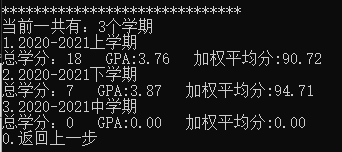 ******************************
当前一共有：3个学期
1.2020-2021上学期
总学分：18 GPA:3.76 加权平均分:90.72
2.2020-2021下学期
总学分：7 GPA:3.87 加权平均分:94.71
3.2020-2021中学期
总学分：0 GPA:0.00 加权平均分:0.00
0.返回上一步